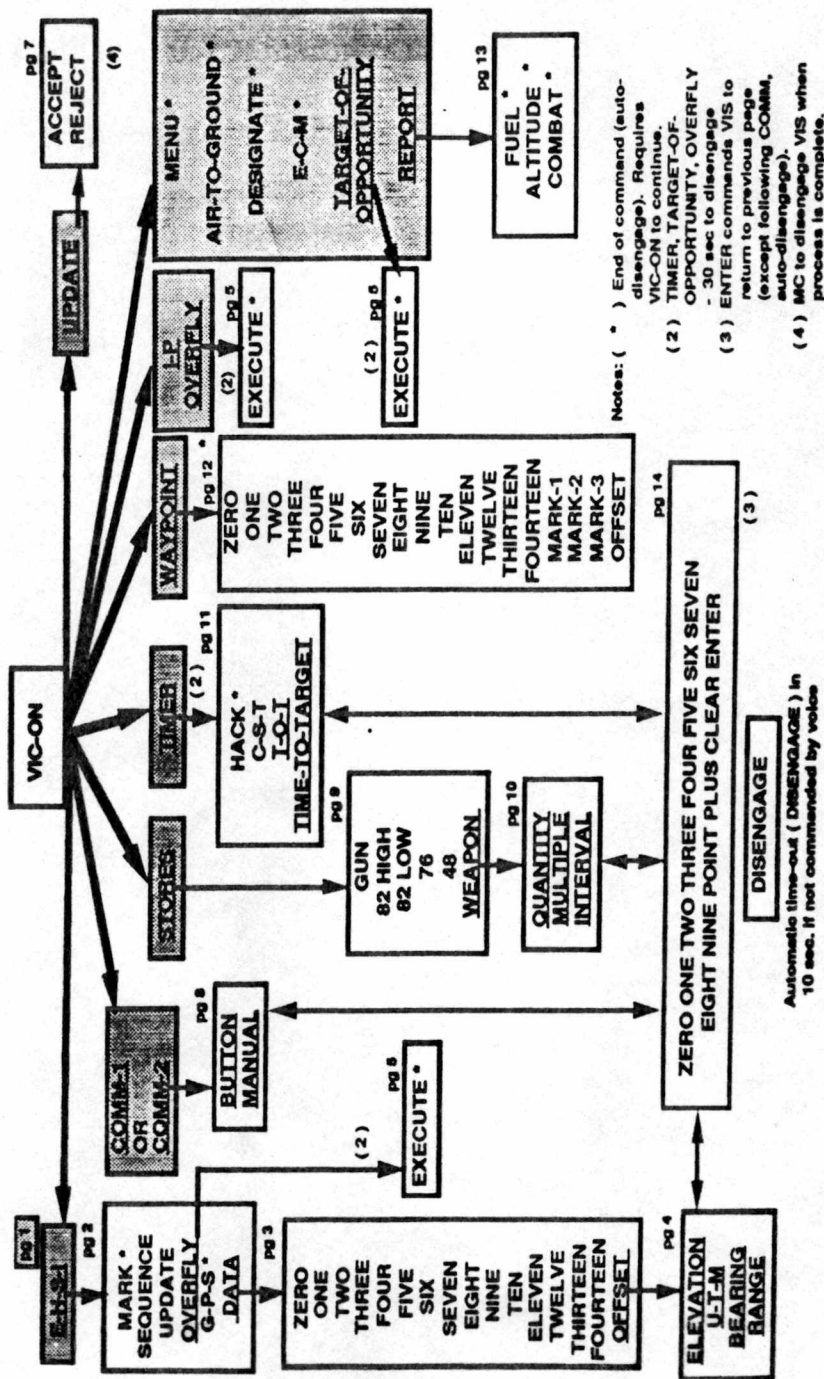 VIC-ON
pg 1
E-H-S-I
pg 2
MARK *
SEQUENCE
UPDATE
OVERFLY
G-P-S *
DATA
pg 3
ZERO
ONE
TWO
THREE
FOUR
FIVE
SIX
SEVEN
EIGHT
NINE
TEN
ELEVEN
TWELVE
THIRTEEN
FOURTEEN
OFFSET
pg 4
ELEVATION
U-T-M
BEARING
RANGE
(2)
pg 5
EXECUTE *
COMM-1
OR
COMM-2
pg 8
BUTTON
MANUAL
STORES
pg 9
GUN
82 HIGH
82 LOW
76
48
WEAPON
pg 10
QUANTITY
MULTIPLE
INTERVAL
TIMER
(2)
pg 11
HACK *
C-S-T
I-O-I
TIME-TO-TARGET
WAYPOINT
pg 12 *
ZERO
ONE
TWO
THREE
FOUR
FIVE
SIX
SEVEN
EIGHT
NINE
TEN
ELEVEN
TWELVE
THIRTEEN
FOURTEEN
MARK-1
MARK-2
MARK-3
OFFSET
I-P
OVERFLY
(2)
pg 5
EXECUTE *
UPDATE
pg 7
ACCEPT
REJECT
(4)
MENU *
AIR-TO-GROUND *
DESIGNATE *
E-C-M *
TARGET-OF-
OPPORTUNITY
REPORT
(2)
pg 5
EXECUTE *
pg 13
FUEL *
ALTITUDE *
COMBAT *
pg 14
ZERO ONE TWO THREE FOUR FIVE SIX SEVEN
EIGHT NINE POINT PLUS CLEAR ENTER
(3)
DISENGAGE
Automatic time-out ( DISENGAGE ) in
10 sec. if not commanded by voice
Notes: ( * ) End of command (auto-
disengage). Requires
VIC-ON to continue.
(2) TIMER, TARGET-OF-
OPPORTUNITY, OVERFLY
- 30 sec to disengage
(3) ENTER commands VIS to
return to previous page
(except following COMM,
auto-disengage).
(4) MC to disengage VIS when
process is complete.